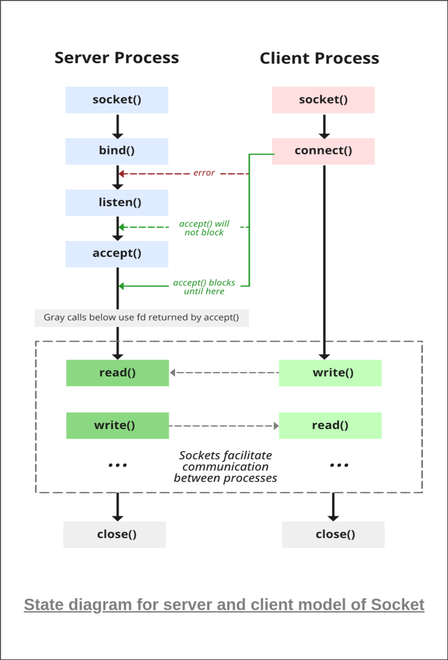 Server Process
Client Process
socket()
socket()
bind()
connect()
error
listen()
accept() will
not block
accept()
accept() blocks
until here
Gray calls below use fd returned by accept()
read()
write()
write()
read()
...
Sockets facilitate
communication
between processes
...
close()
close()
State diagram for server and client model of Socket